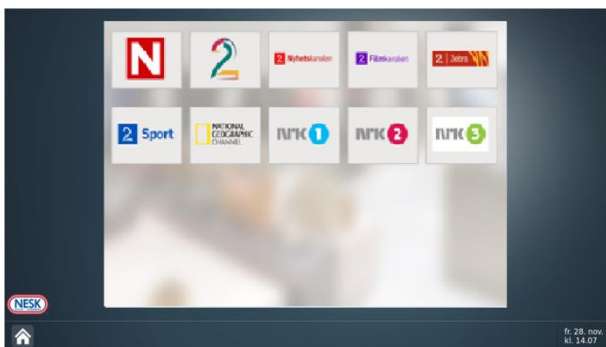 N
2
2 Nyhetskanalen
2 Filmkanalen
2 Zebra
2 Sport
NATIONAL
GEOGRAPHIC
CHANNEL
NRK 1
NRK 2
NRK 3
NESK
fr. 28. nov.
kl. 14.07